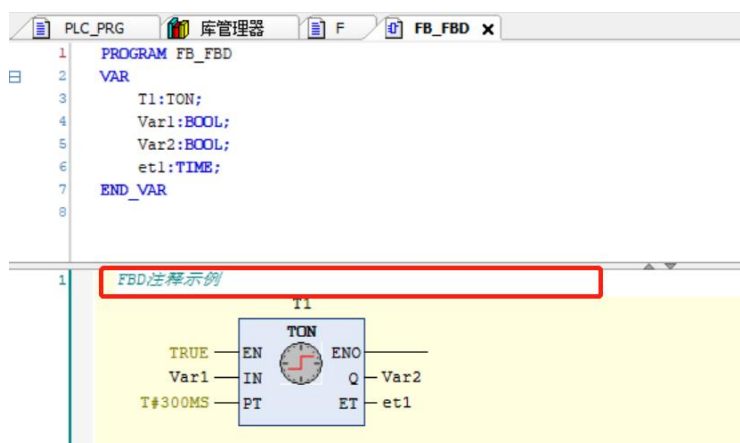 PLC_PRG 库管理器 F FB_FBD
1 PROGRAM FB_FBD
2 VAR
3 T1:TON;
4 Var1:BOOL;
5 Var2:BOOL;
6 et1:TIME;
7 END_VAR
8
1 FBD注释示例
T1
TON
TRUE EN ENO
Var1 IN Q Var2
T#300MS PT ET et1